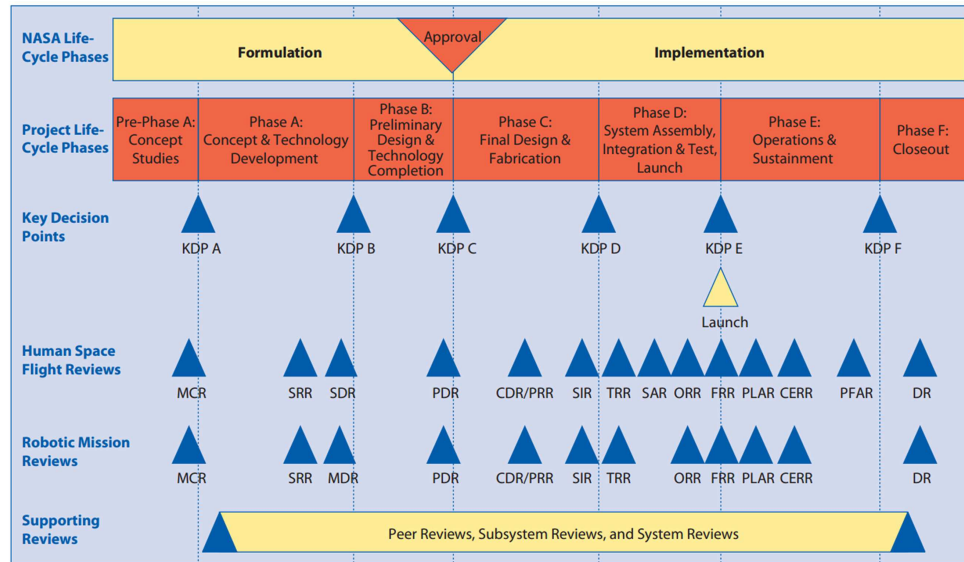 NASA Life-
Cycle Phases
Formulation
Approval
Implementation
Project Life-
Cycle Phases
Pre-Phase A:
Concept
Studies
Phase A:
Concept & Technology
Development
Phase B:
Preliminary
Design &
Technology
Completion
Phase C:
Final Design &
Fabrication
Phase D:
System Assembly,
Integration & Test,
Launch
Phase E:
Operations &
Sustainment
Phase F:
Closeout
Key Decision
Points
KDP A
KDP B
KDP C
KDP D
KDP E
KDP F
Launch
Human Space
Flight Reviews
MCR
SRR
SDR
PDR
CDR/PRR
SIR
TRR
SAR
ORR
FRR
PLAR
CERR
PFAR
DR
Robotic Mission
Reviews
MCR
SRR
MDR
PDR
CDR/PRR
SIR
TRR
ORR
FRR
PLAR
CERR
DR
Supporting
Reviews
Peer Reviews, Subsystem Reviews, and System Reviews